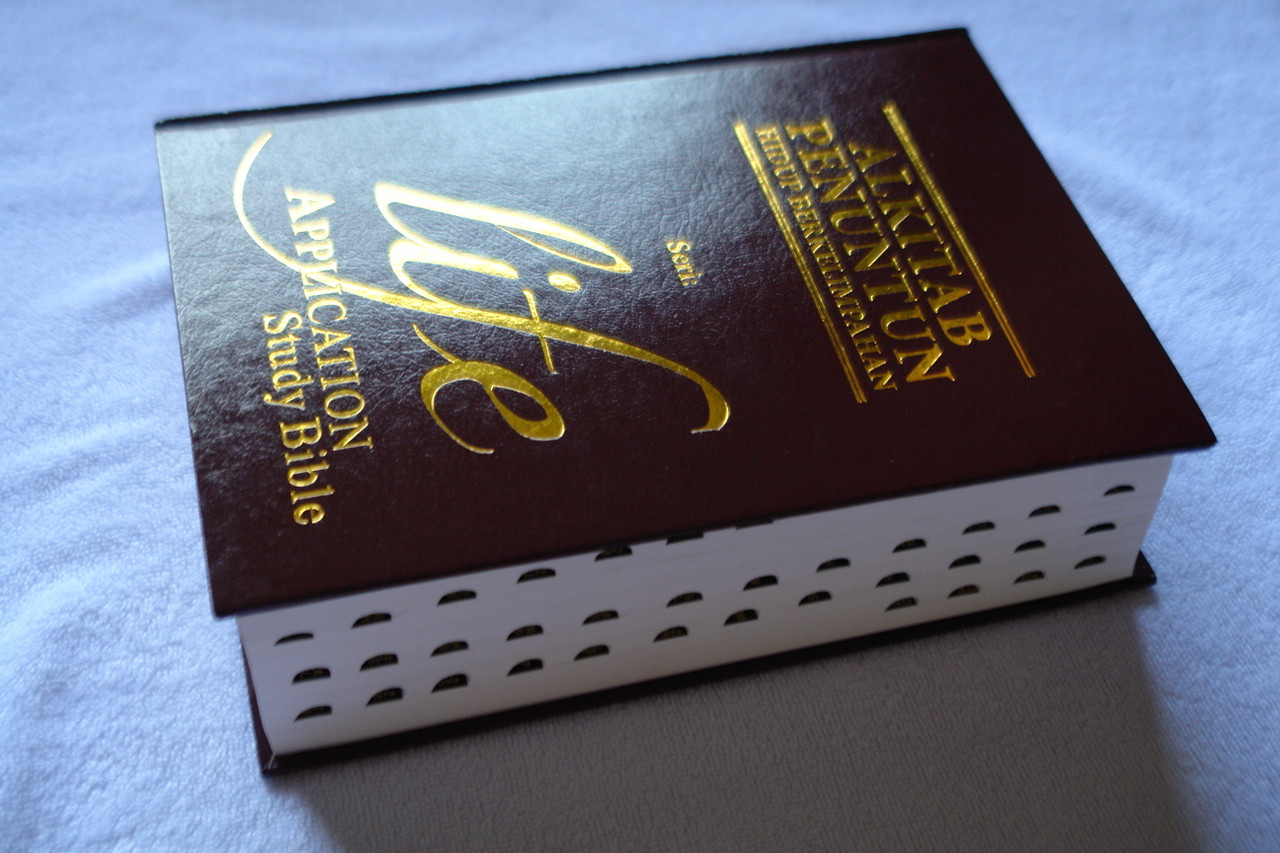 ALKITAB
PENUNTUN
HIDUP BERKELIMPAHAN
Seri:
life
APPLICATION
Study Bible